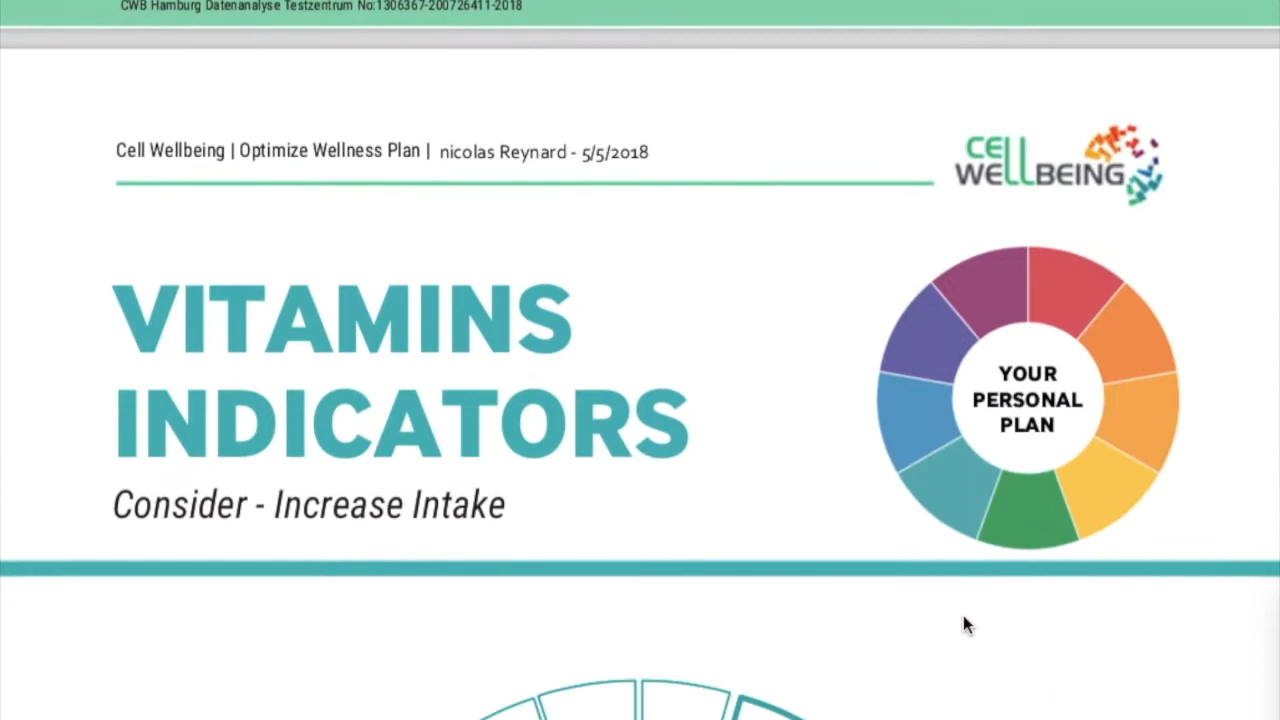 CWB Hamburg Datenanalyse Testzentrum No:1306367-200726411-2018
Cell Wellbeing | Optimize Wellness Plan | nicolas Reynard - 5/5/2018
CELL
WELLBEING
VITAMINS
INDICATORS
Consider - Increase Intake
YOUR
PERSONAL
PLAN